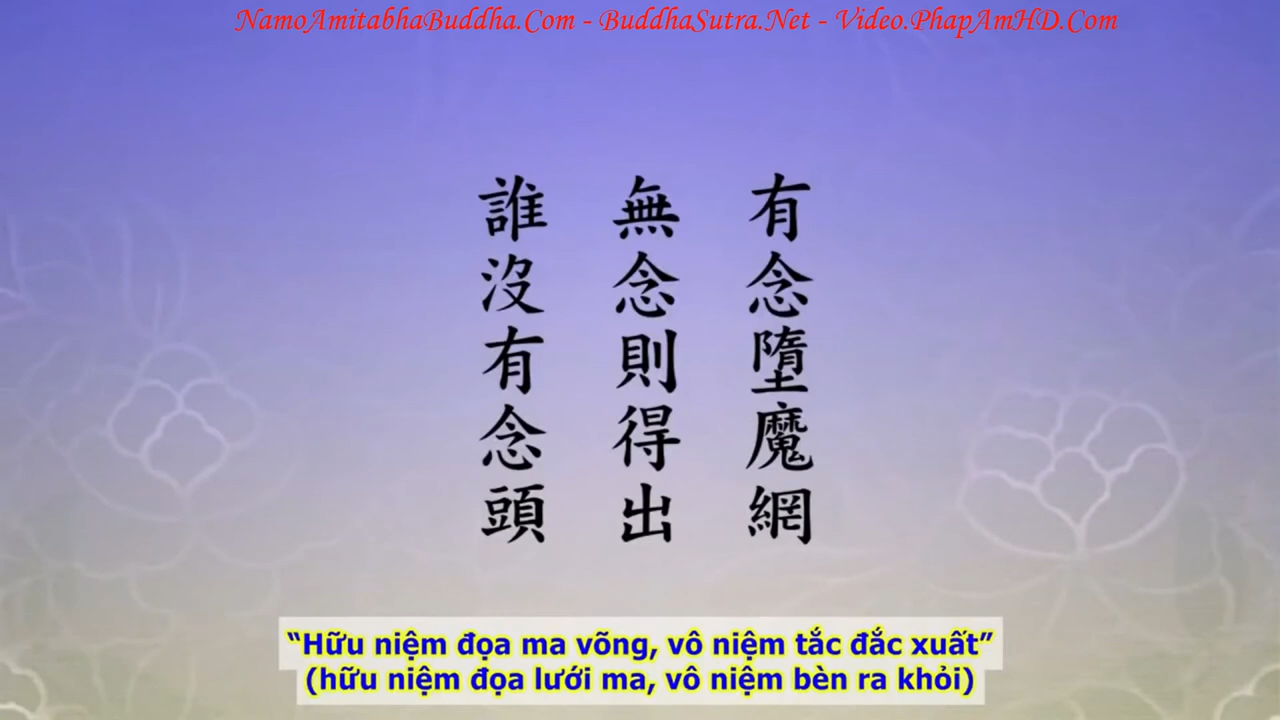 NamoAmitabhaBuddha.Com - BuddhaSutra.Net - Video.PhapAmHD.Com
有念墮魔網
無念則得出
誰沒有念頭
“Hữu niệm đọa ma võng, vô niệm tắc đắc xuất”
(hữu niệm đọa lưới ma, vô niệm bèn ra khỏi)